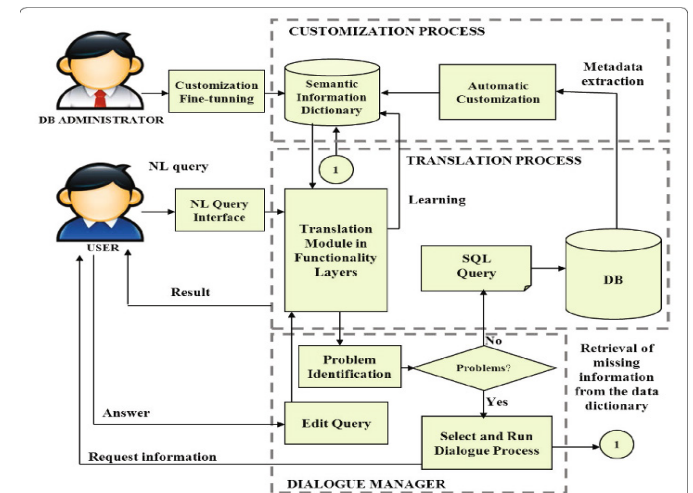 CUSTOMIZATION PROCESS
Metadata
extraction
Customization
Fine-tunning
Semantic
Information
Dictionary
Automatic
Customization
DB ADMINISTRATOR
TRANSLATION PROCESS
1
NL query
Learning
NL Query
Interface
Translation
Module in
Functionality
Layers
USER
SQL
Query
DB
Result
No
Problem
Identification
Problems?
Retrieval of
missing
information
from the data
dictionary
Yes
Answer
Edit Query
Select and Run
Dialogue Process
1
Request information
DIALOGUE MANAGER